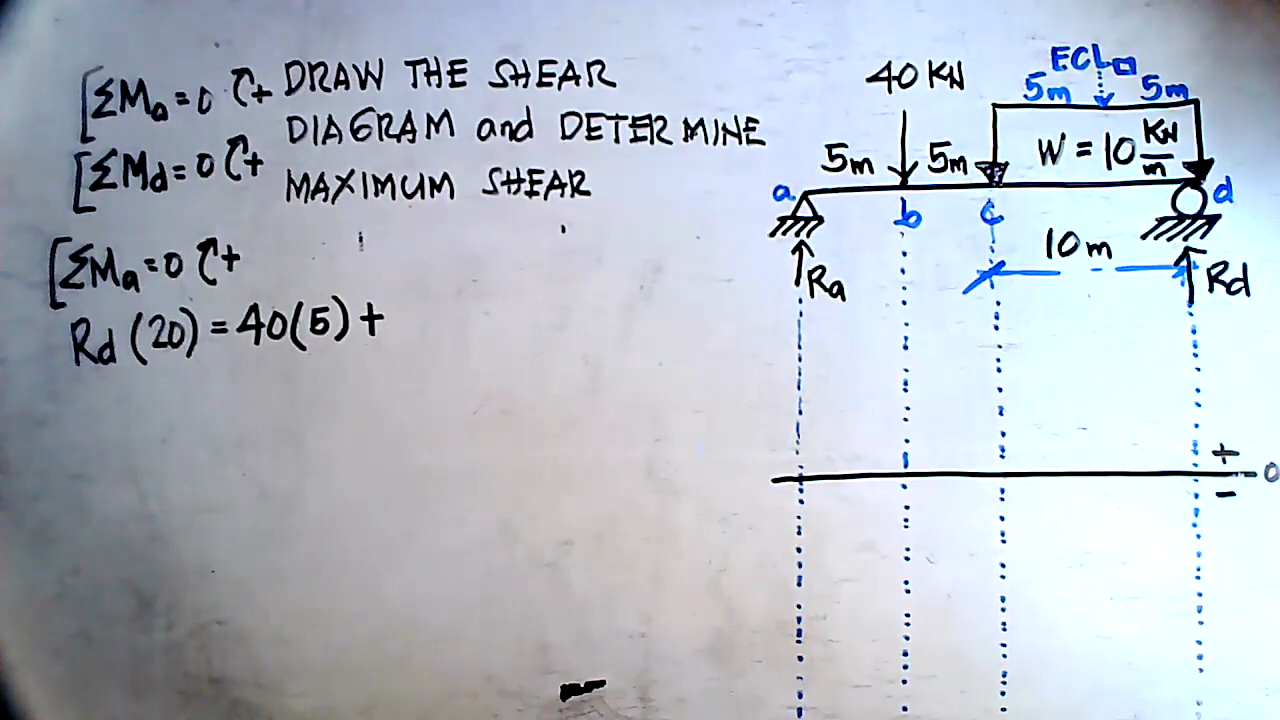 [ΣMa=0 ↷+ DRAW THE SHEAR
DIAGRAM and DETERMINE
[ΣMd=0 ↷+ MAXIMUM SHEAR
[ΣMa=0 ↷+
Rd(20)=40(5)+
ECL□
40 KN
5m 5m
5m 5m W=10 KN/m
a b c d
10m
Ra Rd
+
0
-